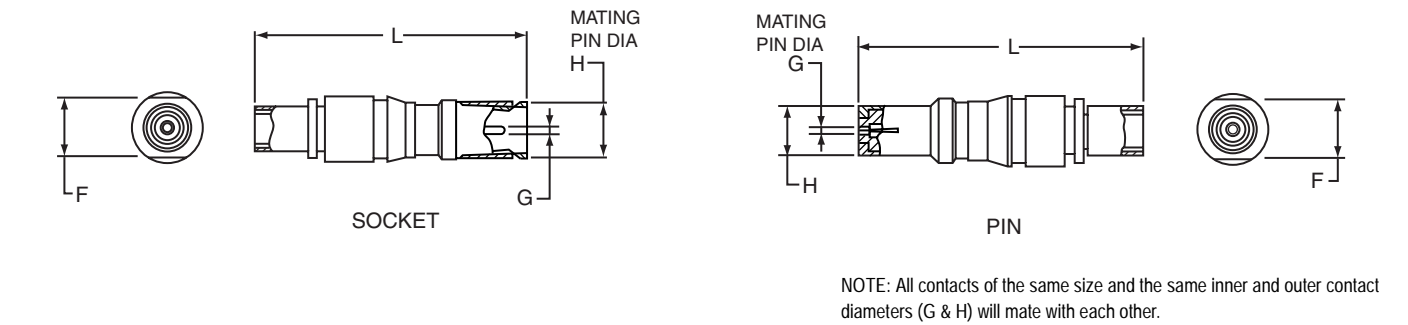 MATING
PIN DIA
H
L
F
G
SOCKET
MATING
PIN DIA
G
L
H
F
PIN
NOTE: All contacts of the same size and the same inner and outer contact
diameters (G & H) will mate with each other.